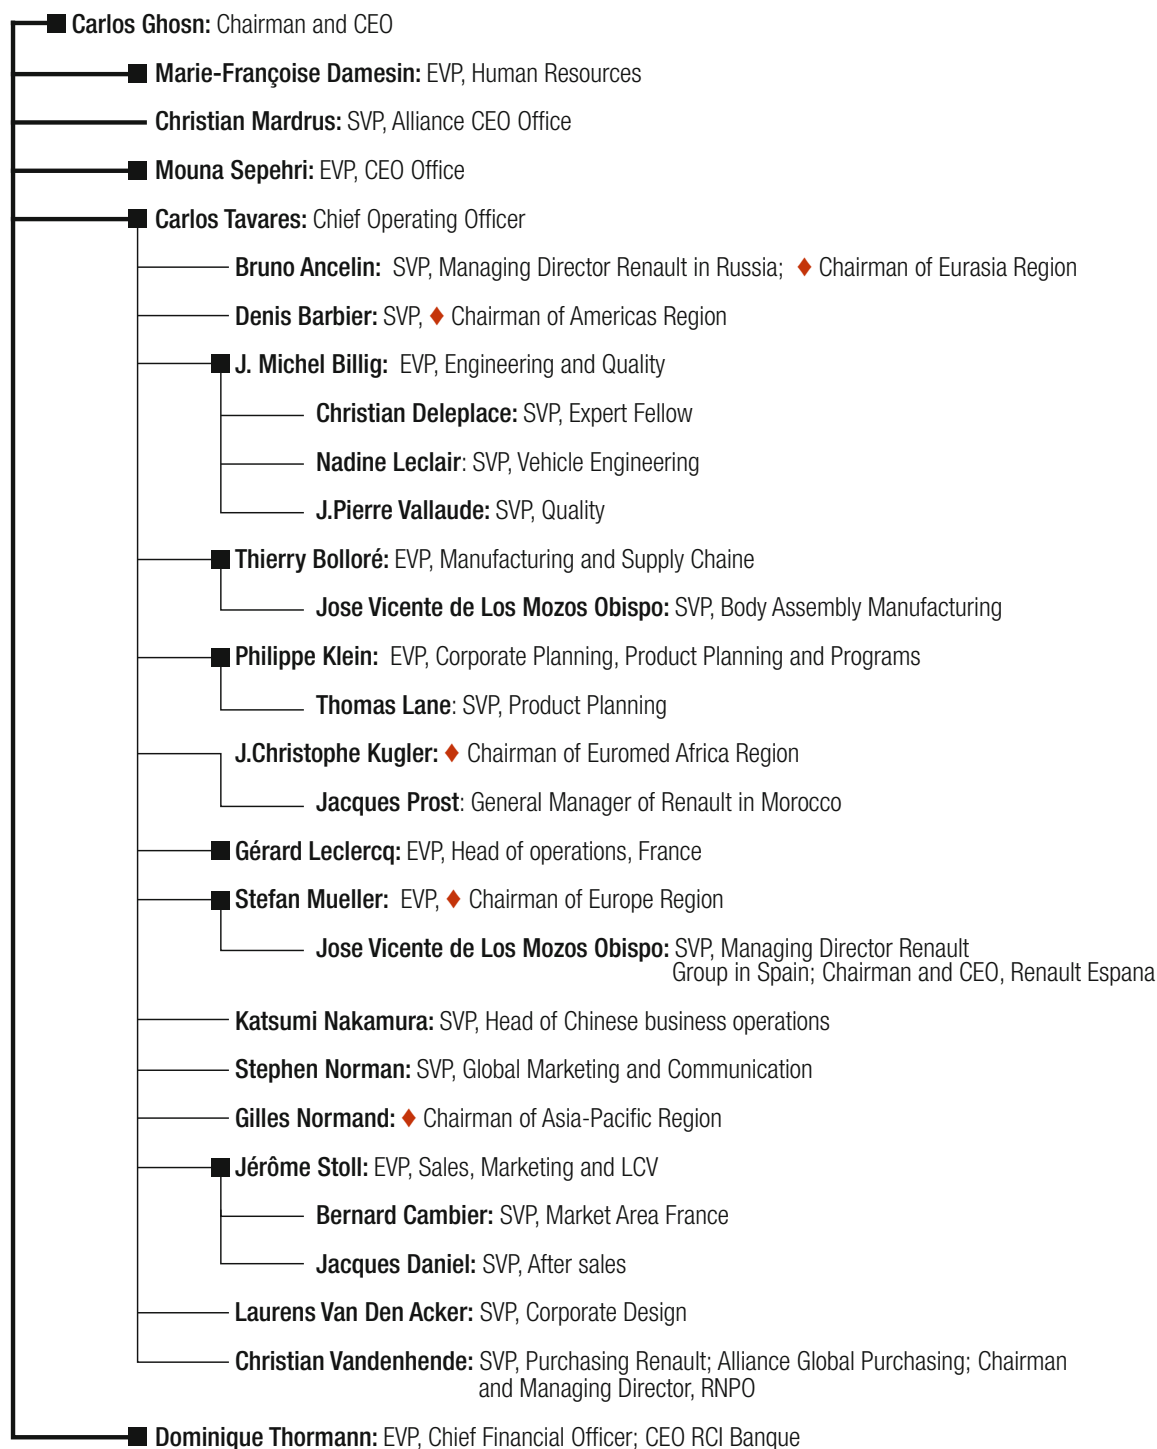 Carlos Ghosn: Chairman and CEO
Marie-Françoise Damesin: EVP, Human Resources
Christian Mardrus: SVP, Alliance CEO Office
Mouna Sepehri: EVP, CEO Office
Carlos Tavares: Chief Operating Officer
Bruno Ancelin: SVP, Managing Director Renault in Russia; ♦ Chairman of Eurasia Region
Denis Barbier: SVP, ♦ Chairman of Americas Region
J. Michel Billig: EVP, Engineering and Quality
Christian Deleplace: SVP, Expert Fellow
Nadine Leclair: SVP, Vehicle Engineering
J.Pierre Vallaude: SVP, Quality
Thierry Bolloré: EVP, Manufacturing and Supply Chaine
Jose Vicente de Los Mozos Obispo: SVP, Body Assembly Manufacturing
Philippe Klein: EVP, Corporate Planning, Product Planning and Programs
Thomas Lane: SVP, Product Planning
J.Christophe Kugler: ♦ Chairman of Euromed Africa Region
Jacques Prost: General Manager of Renault in Morocco
Gérard Leclercq: EVP, Head of operations, France
Stefan Mueller: EVP, ♦ Chairman of Europe Region
Jose Vicente de Los Mozos Obispo: SVP, Managing Director Renault
Group in Spain; Chairman and CEO, Renault Espana
Katsumi Nakamura: SVP, Head of Chinese business operations
Stephen Norman: SVP, Global Marketing and Communication
Gilles Normand: ♦ Chairman of Asia-Pacific Region
Jérôme Stoll: EVP, Sales, Marketing and LCV
Bernard Cambier: SVP, Market Area France
Jacques Daniel: SVP, After sales
Laurens Van Den Acker: SVP, Corporate Design
Christian Vandenhende: SVP, Purchasing Renault; Alliance Global Purchasing; Chairman
and Managing Director, RNPO
Dominique Thormann: EVP, Chief Financial Officer; CEO RCI Banque